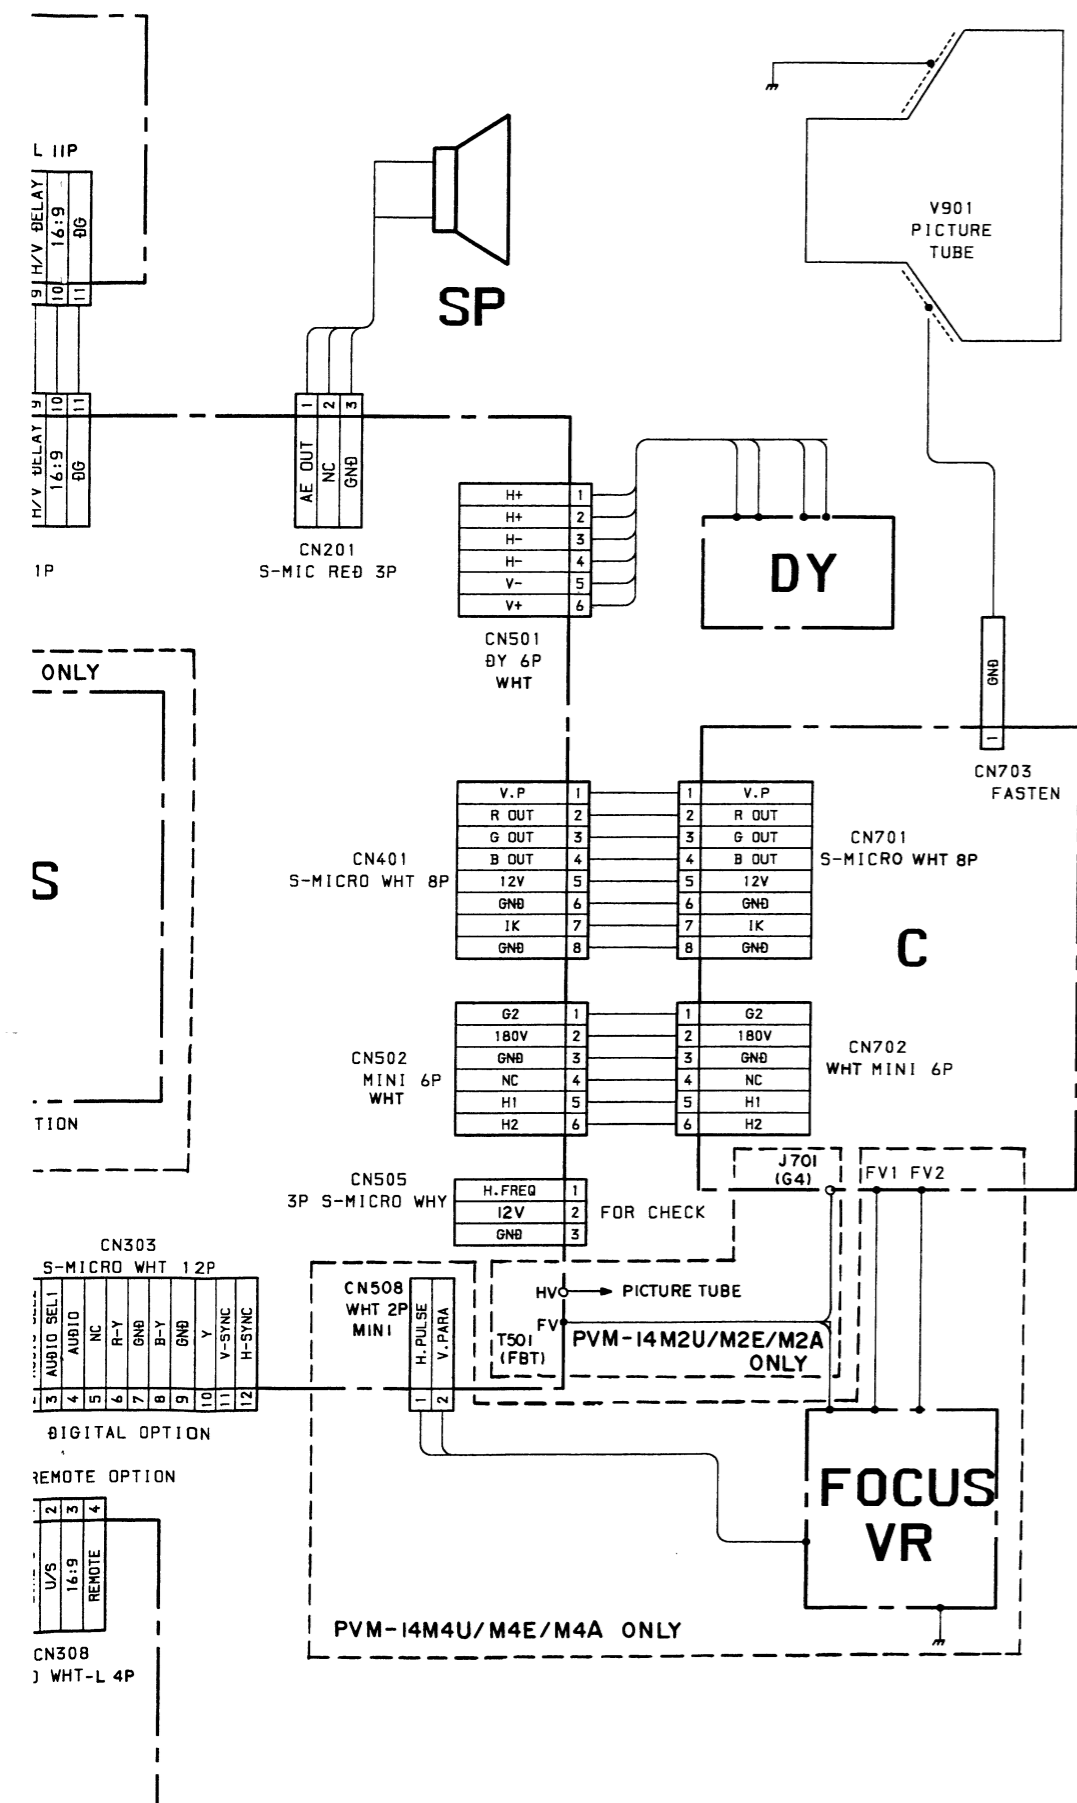 L 11P
H/V DELAY
16:9
DG
9
10
11
SP
V901
PICTURE
TUBE
9
10
11
H/V DELAY
16:9
DG
1P
1
2
3
AE OUT
NC
GND
CN201
S-MIC RED 3P
H+ 1
H+ 2
H- 3
H- 4
V- 5
V+ 6
CN501
DY 6P
WHT
DY
GND
1
CN703
FASTEN
ONLY
S
TION
CN401
S-MICRO WHT 8P
V.P 1
R OUT 2
G OUT 3
B OUT 4
12V 5
GND 6
IK 7
GND 8
1 V.P
2 R OUT
3 G OUT
4 B OUT
5 12V
6 GND
7 IK
8 GND
CN701
S-MICRO WHT 8P
C
CN502
MINI 6P
WHT
G2 1
180V 2
GND 3
NC 4
H1 5
H2 6
1 G2
2 180V
3 GND
4 NC
5 H1
6 H2
CN702
WHT MINI 6P
CN505
3P S-MICRO WHY
H.FREQ 1
12V 2
GND 3
FOR CHECK
J701
(G4)
FV1 FV2
CN303
S-MICRO WHT 12P
AUDIO SEL1
AUDIO
NC
R-Y
GND
B-Y
GND
Y
V-SYNC
H-SYNC
3
4
5
6
7
8
9
10
11
12
DIGITAL OPTION
CN508
WHT 2P
MINI
H.PULSE
V.PARA
1
2
HV
PICTURE TUBE
FV
T501
(FBT)
PVM-14M2U/M2E/M2A
ONLY
REMOTE OPTION
2
3
4
U/S
16:9
REMOTE
CN308
WHT-L 4P
FOCUS
VR
PVM-14M4U/M4E/M4A ONLY